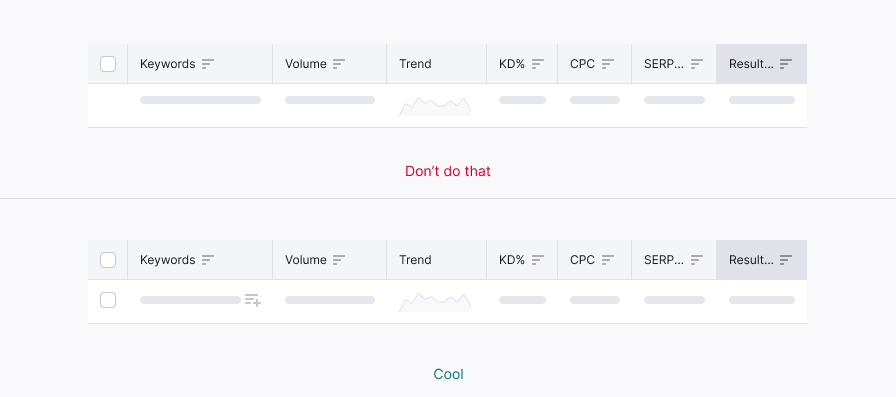 Keywords Volume Trend KD% CPC SERP... Result...
Don't do that
Keywords Volume Trend KD% CPC SERP... Result...
Cool